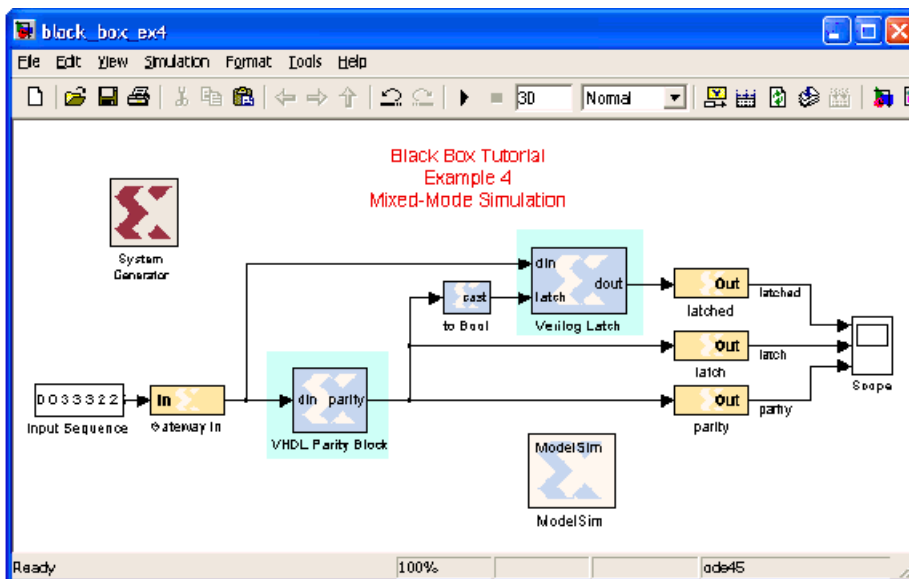 black_box_ex4
File Edit View Simulation Format Tools Help
30 Normal
Black Box Tutorial
Example 4
Mixed-Mode Simulation
System
Generator
din
dout
latch
Verilog Latch
cast
to Bool
Out
latched
latched
Out
latch
latch
Scope
In
Gateway In
Input Sequence
din parity
VHDL Parity Block
Out
parity
parity
ModelSim
ModelSim
Ready 100% ode45